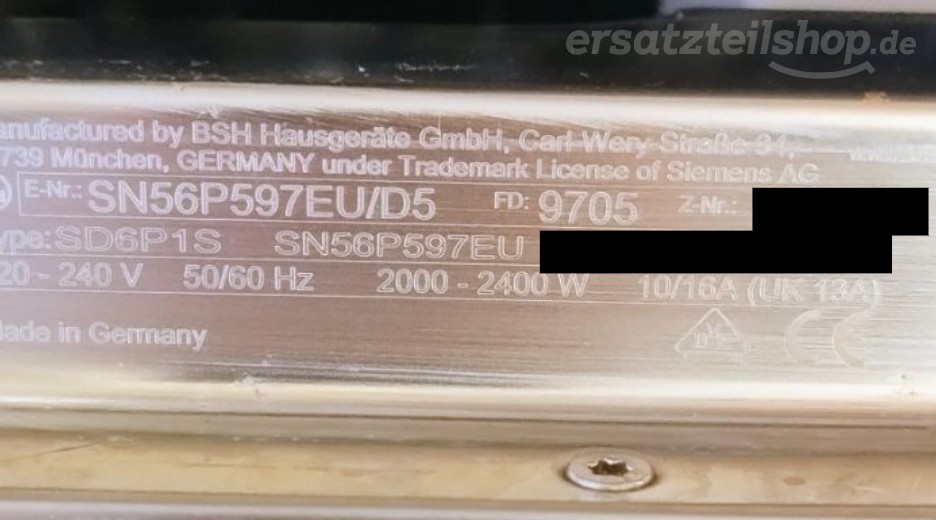 ersatzteilshop.de
anufactured by BSH Hausgeräte GmbH, Carl-Wery-Straße 34,
739 München, GERMANY under Trademark License of Siemens AG
E-Nr.: SN56P597EU/D5 FD: 9705 Z-Nr.:
ype: SD6P1S SN56P597EU
20 - 240 V 50/60 Hz 2000 - 2400 W 10/16A (UK 13A)
ade in Germany
CE